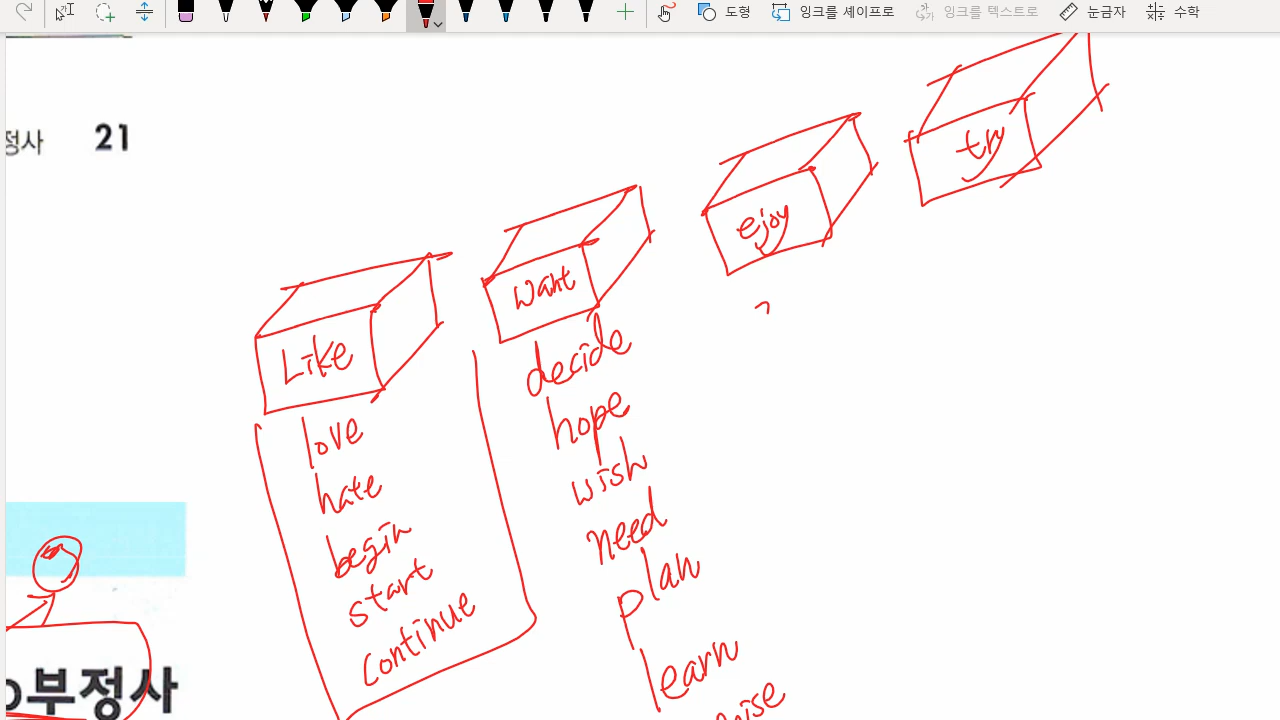 도형 잉크를 셰이프로 잉크를 텍스트로 눈금자 수학
정사 21
Like
love
hate
begin
start
continue
want
decide
hope
wish
need
plan
learn
ejoy
try
부정사